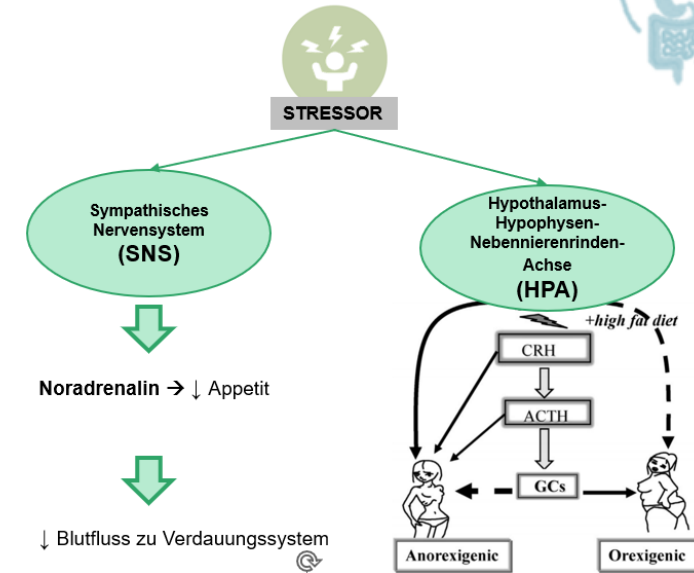 STRESSOR
Sympathisches
Nervensystem
(SNS)
Noradrenalin → ↓ Appetit
↓ Blutfluss zu Verdauungssystem
Hypothalamus-
Hypophysen-
Nebennierenrinden-
Achse
(HPA)
+high fat diet
CRH
ACTH
GCs
Anorexigenic
Orexigenic